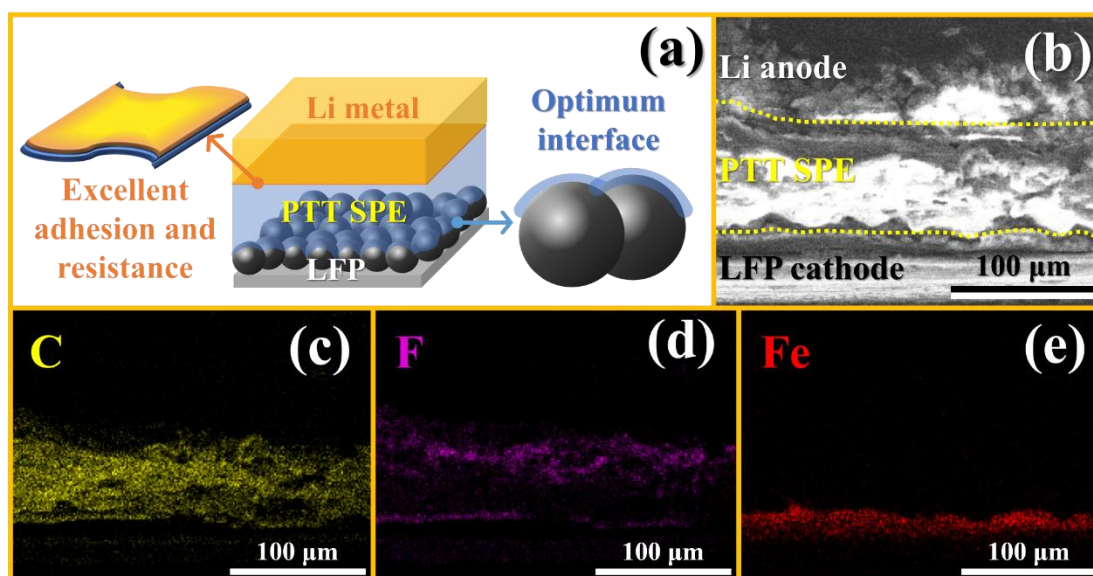 (a)
Li metal
Excellent
adhesion and
resistance
PTT SPE
LFP
Optimum
interface
(b)
Li anode
PTT SPE
LFP cathode
100 μm
C
(c)
100 μm
F
(d)
100 μm
Fe
(e)
100 μm